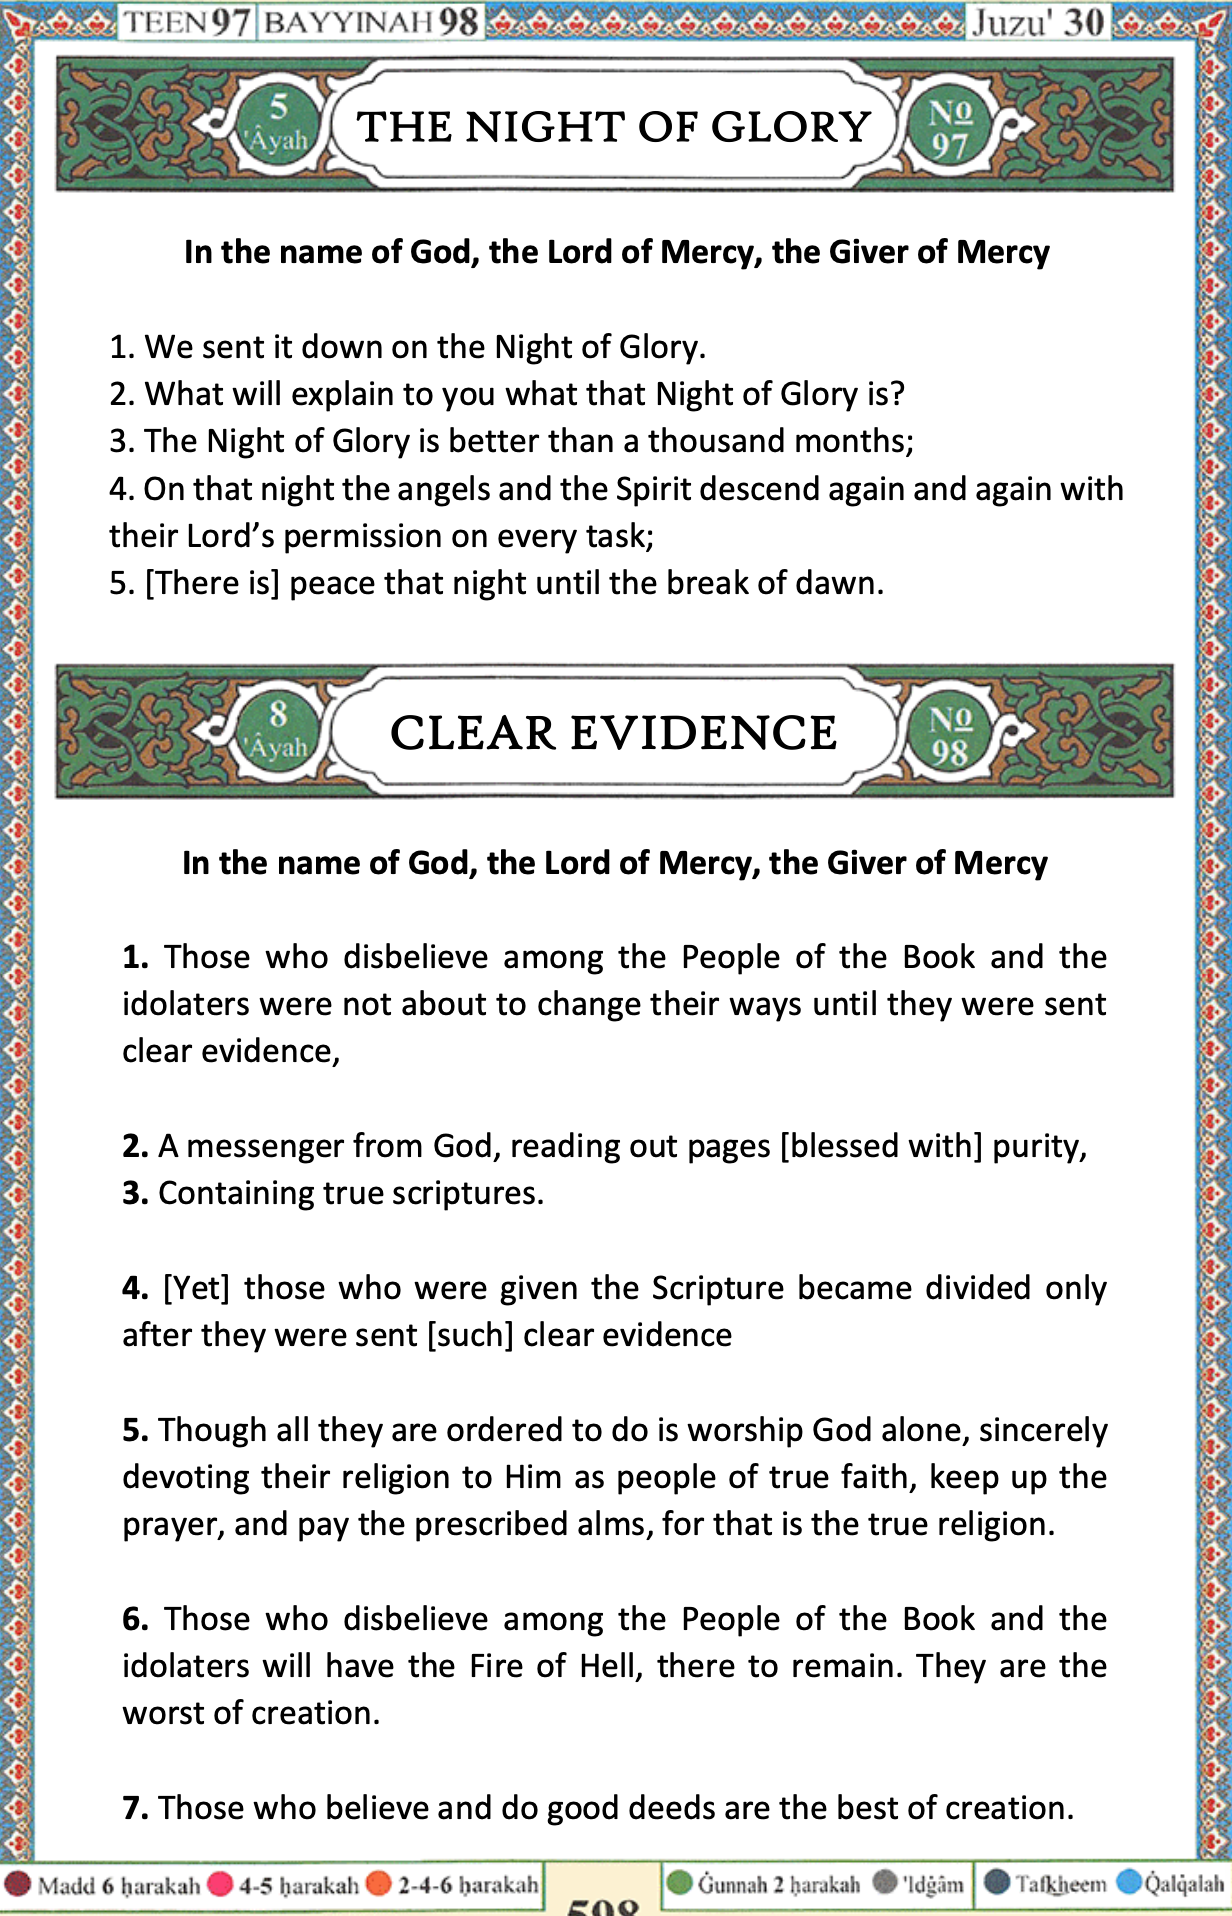 TEEN 97 BAYYINAH 98 Juzu' 30
5 'Âyah THE NIGHT OF GLORY Nº 97
In the name of God, the Lord of Mercy, the Giver of Mercy
1. We sent it down on the Night of Glory.
2. What will explain to you what that Night of Glory is?
3. The Night of Glory is better than a thousand months;
4. On that night the angels and the Spirit descend again and again with
their Lord’s permission on every task;
5. [There is] peace that night until the break of dawn.
8 'Âyah CLEAR EVIDENCE Nº 98
In the name of God, the Lord of Mercy, the Giver of Mercy
1. Those who disbelieve among the People of the Book and the
idolaters were not about to change their ways until they were sent
clear evidence,
2. A messenger from God, reading out pages [blessed with] purity,
3. Containing true scriptures.
4. [Yet] those who were given the Scripture became divided only
after they were sent [such] clear evidence
5. Though all they are ordered to do is worship God alone, sincerely
devoting their religion to Him as people of true faith, keep up the
prayer, and pay the prescribed alms, for that is the true religion.
6. Those who disbelieve among the People of the Book and the
idolaters will have the Fire of Hell, there to remain. They are the
worst of creation.
7. Those who believe and do good deeds are the best of creation.
Madd 6 ḥarakah 4-5 ḥarakah 2-4-6 ḥarakah 598 Ġunnah 2 ḥarakah 'Idġâm Tafkheem Q̇alq̇alah